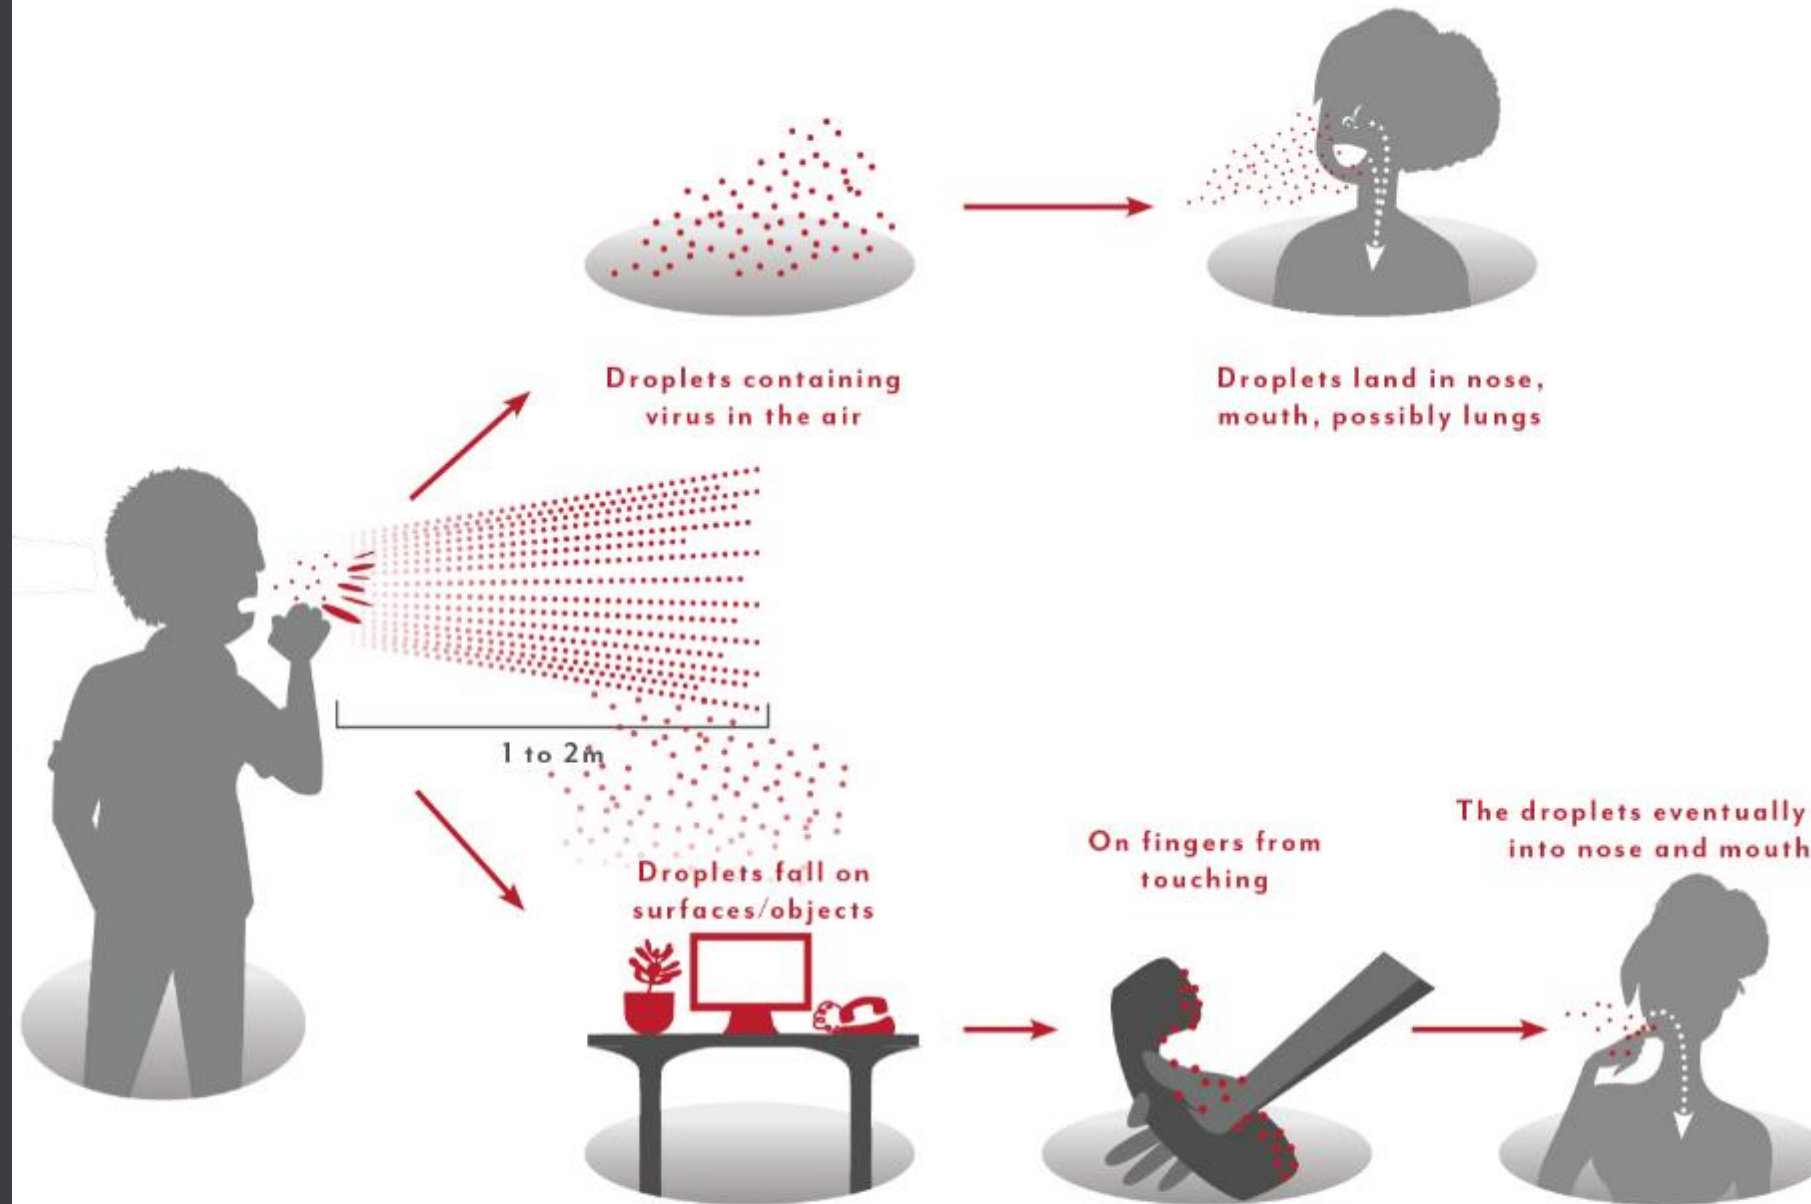 Droplets containing
virus in the air
Droplets land in nose,
mouth, possibly lungs
1 to 2m
Droplets fall on
surfaces/objects
On fingers from
touching
The droplets eventually
into nose and mouth